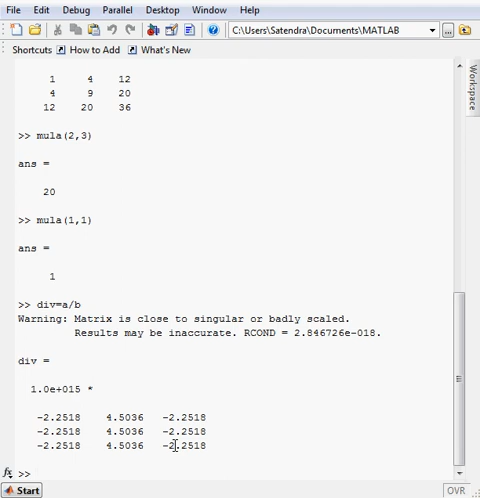 File Edit Debug Parallel Desktop Window Help
C:\Users\Satendra\Documents\MATLAB ...
Shortcuts How to Add What's New
Workspace
1 4 12
4 9 20
12 20 36
>> mula(2,3)
ans =
20
>> mula(1,1)
ans =
1
>> div=a/b
Warning: Matrix is close to singular or badly scaled.
Results may be inaccurate. RCOND = 2.846726e-018.
div =
1.0e+015 *
-2.2518 4.5036 -2.2518
-2.2518 4.5036 -2.2518
-2.2518 4.5036 -2.2518
fx >>
Start OVR